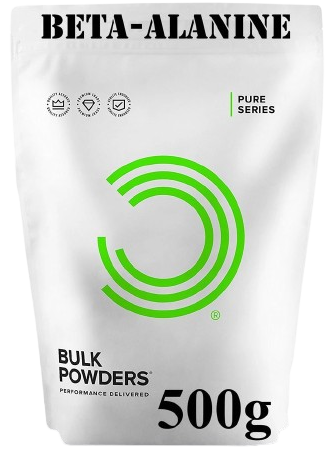 BETA-ALANINE
PURE
SERIES
®
BULK
POWDERS®
PERFORMANCE DELIVERED
500g